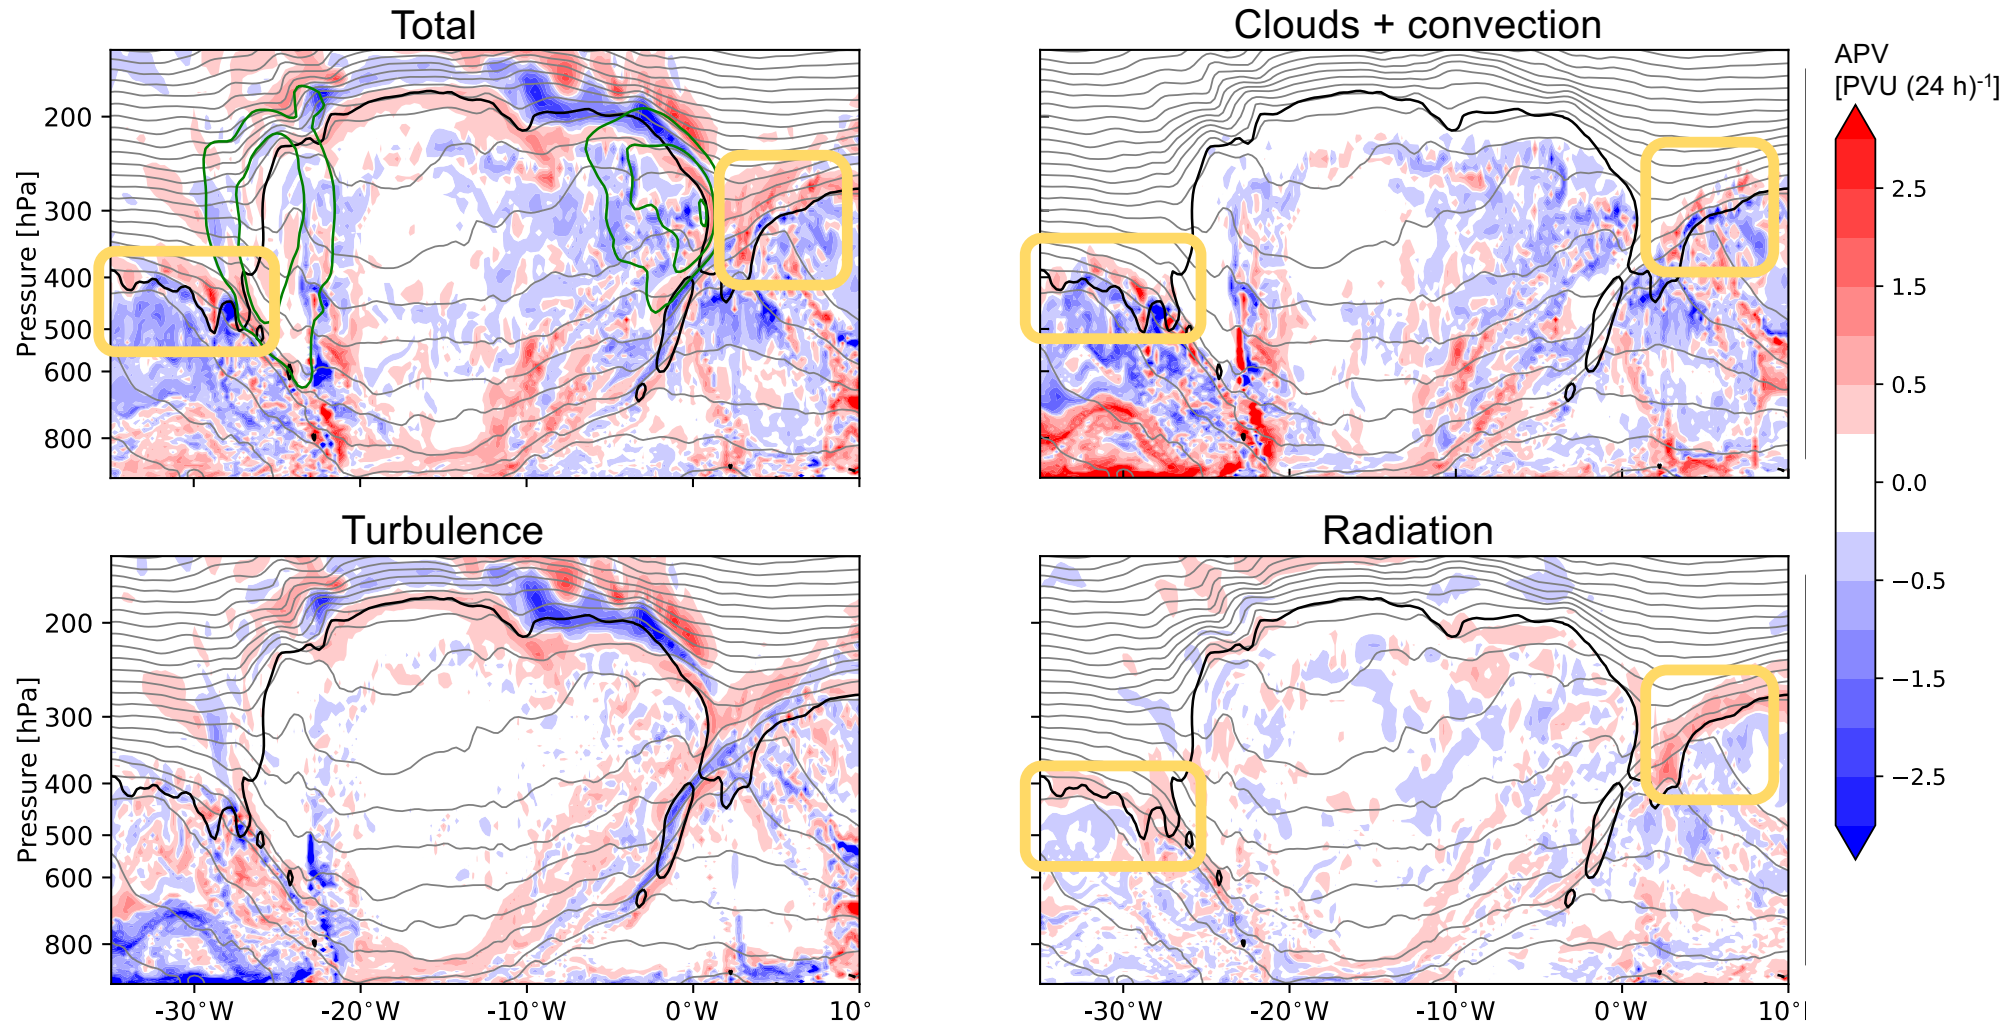 Total
Clouds + convection
APV
[PVU (24 h)-1]
Pressure [hPa]
200
300
400
500
600
800
-30°W
-20°W
-10°W
0°W
10°
2.5
1.5
0.5
0.0
−0.5
−1.5
−2.5
Turbulence
Radiation
Pressure [hPa]
200
300
400
500
600
800
-30°W
-20°W
-10°W
0°W
10°